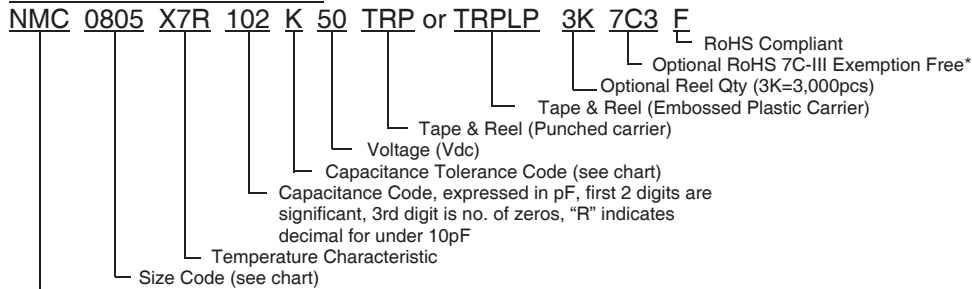 NMC 0805 X7R 102 K 50 TRP or TRPLP 3K 7C3 F
RoHS Compliant
Optional RoHS 7C-III Exemption Free*
Optional Reel Qty (3K=3,000pcs)
Tape & Reel (Embossed Plastic Carrier)
Tape & Reel (Punched carrier)
Voltage (Vdc)
Capacitance Tolerance Code (see chart)
Capacitance Code, expressed in pF, first 2 digits are
significant, 3rd digit is no. of zeros, “R” indicates
decimal for under 10pF
Temperature Characteristic
Size Code (see chart)